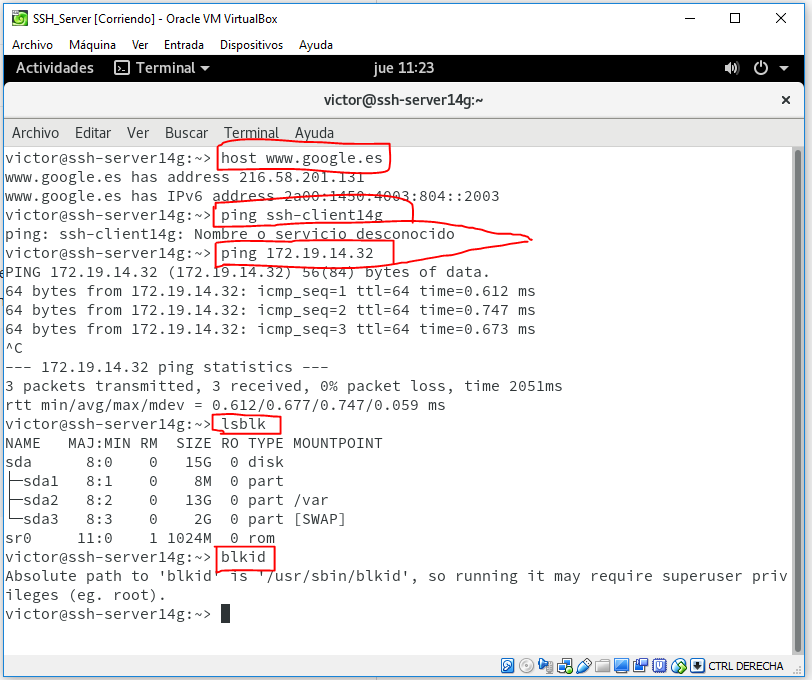 SSH_Server [Corriendo] - Oracle VM VirtualBox
Archivo Máquina Ver Entrada Dispositivos Ayuda
Actividades Terminal jue 11:23
victor@ssh-server14g:~
Archivo Editar Ver Buscar Terminal Ayuda
victor@ssh-server14g:~> host www.google.es
www.google.es has address 216.58.201.131
www.google.es has IPv6 address 2a00:1450:4003:804::2003
victor@ssh-server14g:~> ping ssh-client14g
ping: ssh-client14g: Nombre o servicio desconocido
victor@ssh-server14g:~> ping 172.19.14.32
PING 172.19.14.32 (172.19.14.32) 56(84) bytes of data.
64 bytes from 172.19.14.32: icmp_seq=1 ttl=64 time=0.612 ms
64 bytes from 172.19.14.32: icmp_seq=2 ttl=64 time=0.747 ms
64 bytes from 172.19.14.32: icmp_seq=3 ttl=64 time=0.673 ms
^C
--- 172.19.14.32 ping statistics ---
3 packets transmitted, 3 received, 0% packet loss, time 2051ms
rtt min/avg/max/mdev = 0.612/0.677/0.747/0.059 ms
victor@ssh-server14g:~> lsblk
NAME MAJ:MIN RM SIZE RO TYPE MOUNTPOINT
sda 8:0 0 15G 0 disk
├─sda1 8:1 0 8M 0 part
├─sda2 8:2 0 13G 0 part /var
└─sda3 8:3 0 2G 0 part [SWAP]
sr0 11:0 1 1024M 0 rom
victor@ssh-server14g:~> blkid
Absolute path to 'blkid' is '/usr/sbin/blkid', so running it may require superuser priv
ileges (eg. root).
victor@ssh-server14g:~>
CTRL DERECHA